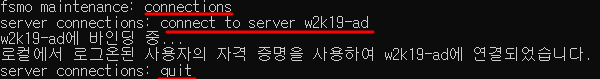 fsmo maintenance: connections
server connections: connect to server w2k19-ad
w2k19-ad에 바인딩 중...
로컬에서 로그온된 사용자의 자격 증명을 사용하여 w2k19-ad에 연결되었습니다.
server connections: quit